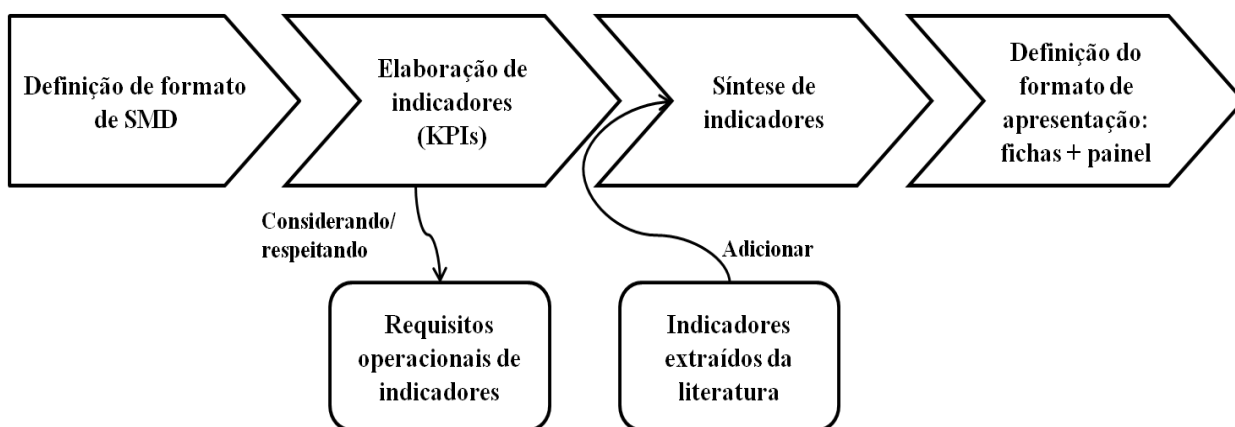 Definição de formato
de SMD
Elaboração de
indicadores
(KPIs)
Síntese de
indicadores
Definição do
formato de
apresentação:
fichas + painel
Considerando/
respeitando
Adicionar
Requisitos
operacionais de
indicadores
Indicadores
extraídos da
literatura